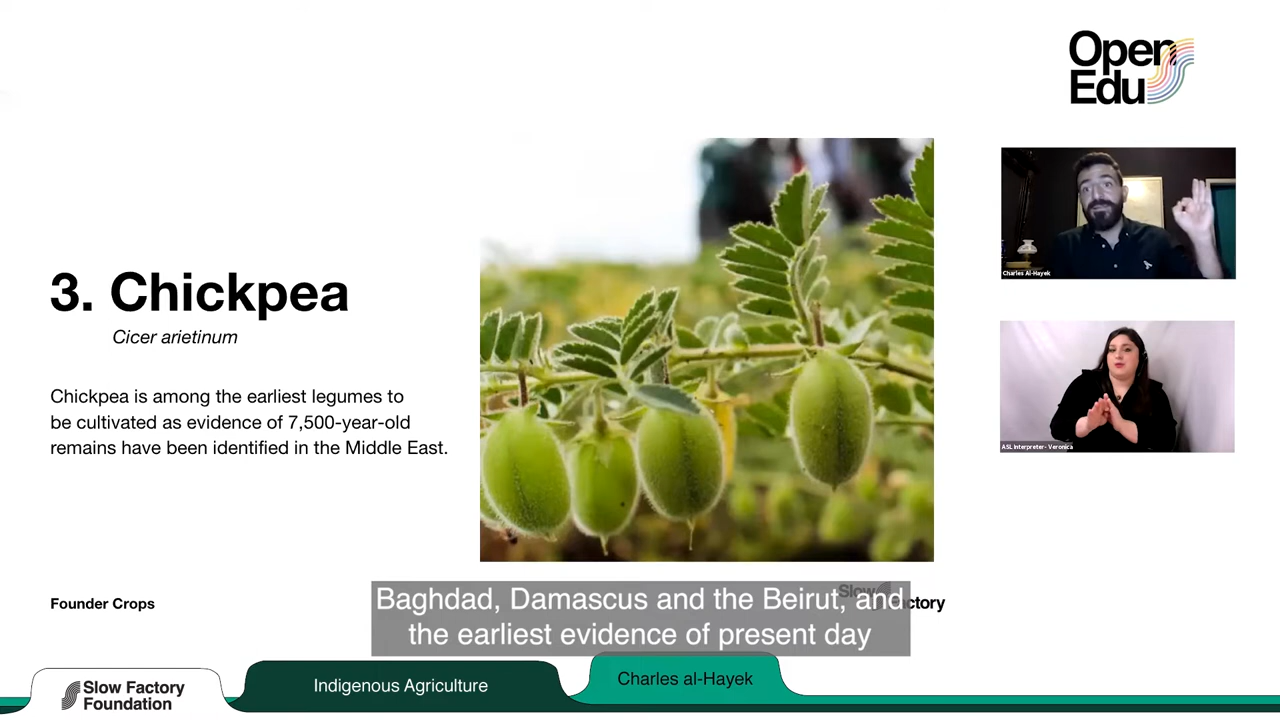 Open
Edu
3. Chickpea
Cicer arietinum
Chickpea is among the earliest legumes to
be cultivated as evidence of 7,500-year-old
remains have been identified in the Middle East.
Charles Al-Hayek
ASL Interpreter- Veronica
Founder Crops
Slow Factory
Baghdad, Damascus and the Beirut, and
the earliest evidence of present day
Slow Factory
Foundation
Indigenous Agriculture
Charles al-Hayek